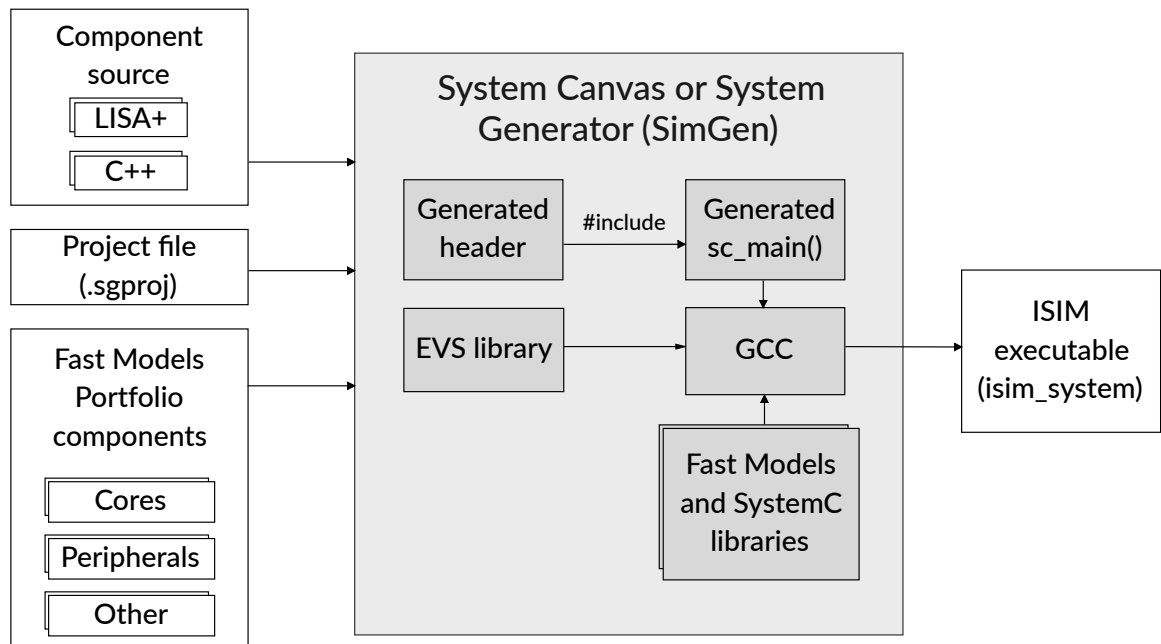 Component
source
LISA+
C++
Project file
(.sgproj)
Fast Models
Portfolio
components
Cores
Peripherals
Other
System Canvas or System
Generator (SimGen)
Generated
header
#include
Generated
sc_main()
EVS library
GCC
Fast Models
and SystemC
libraries
ISIM
executable
(isim_system)